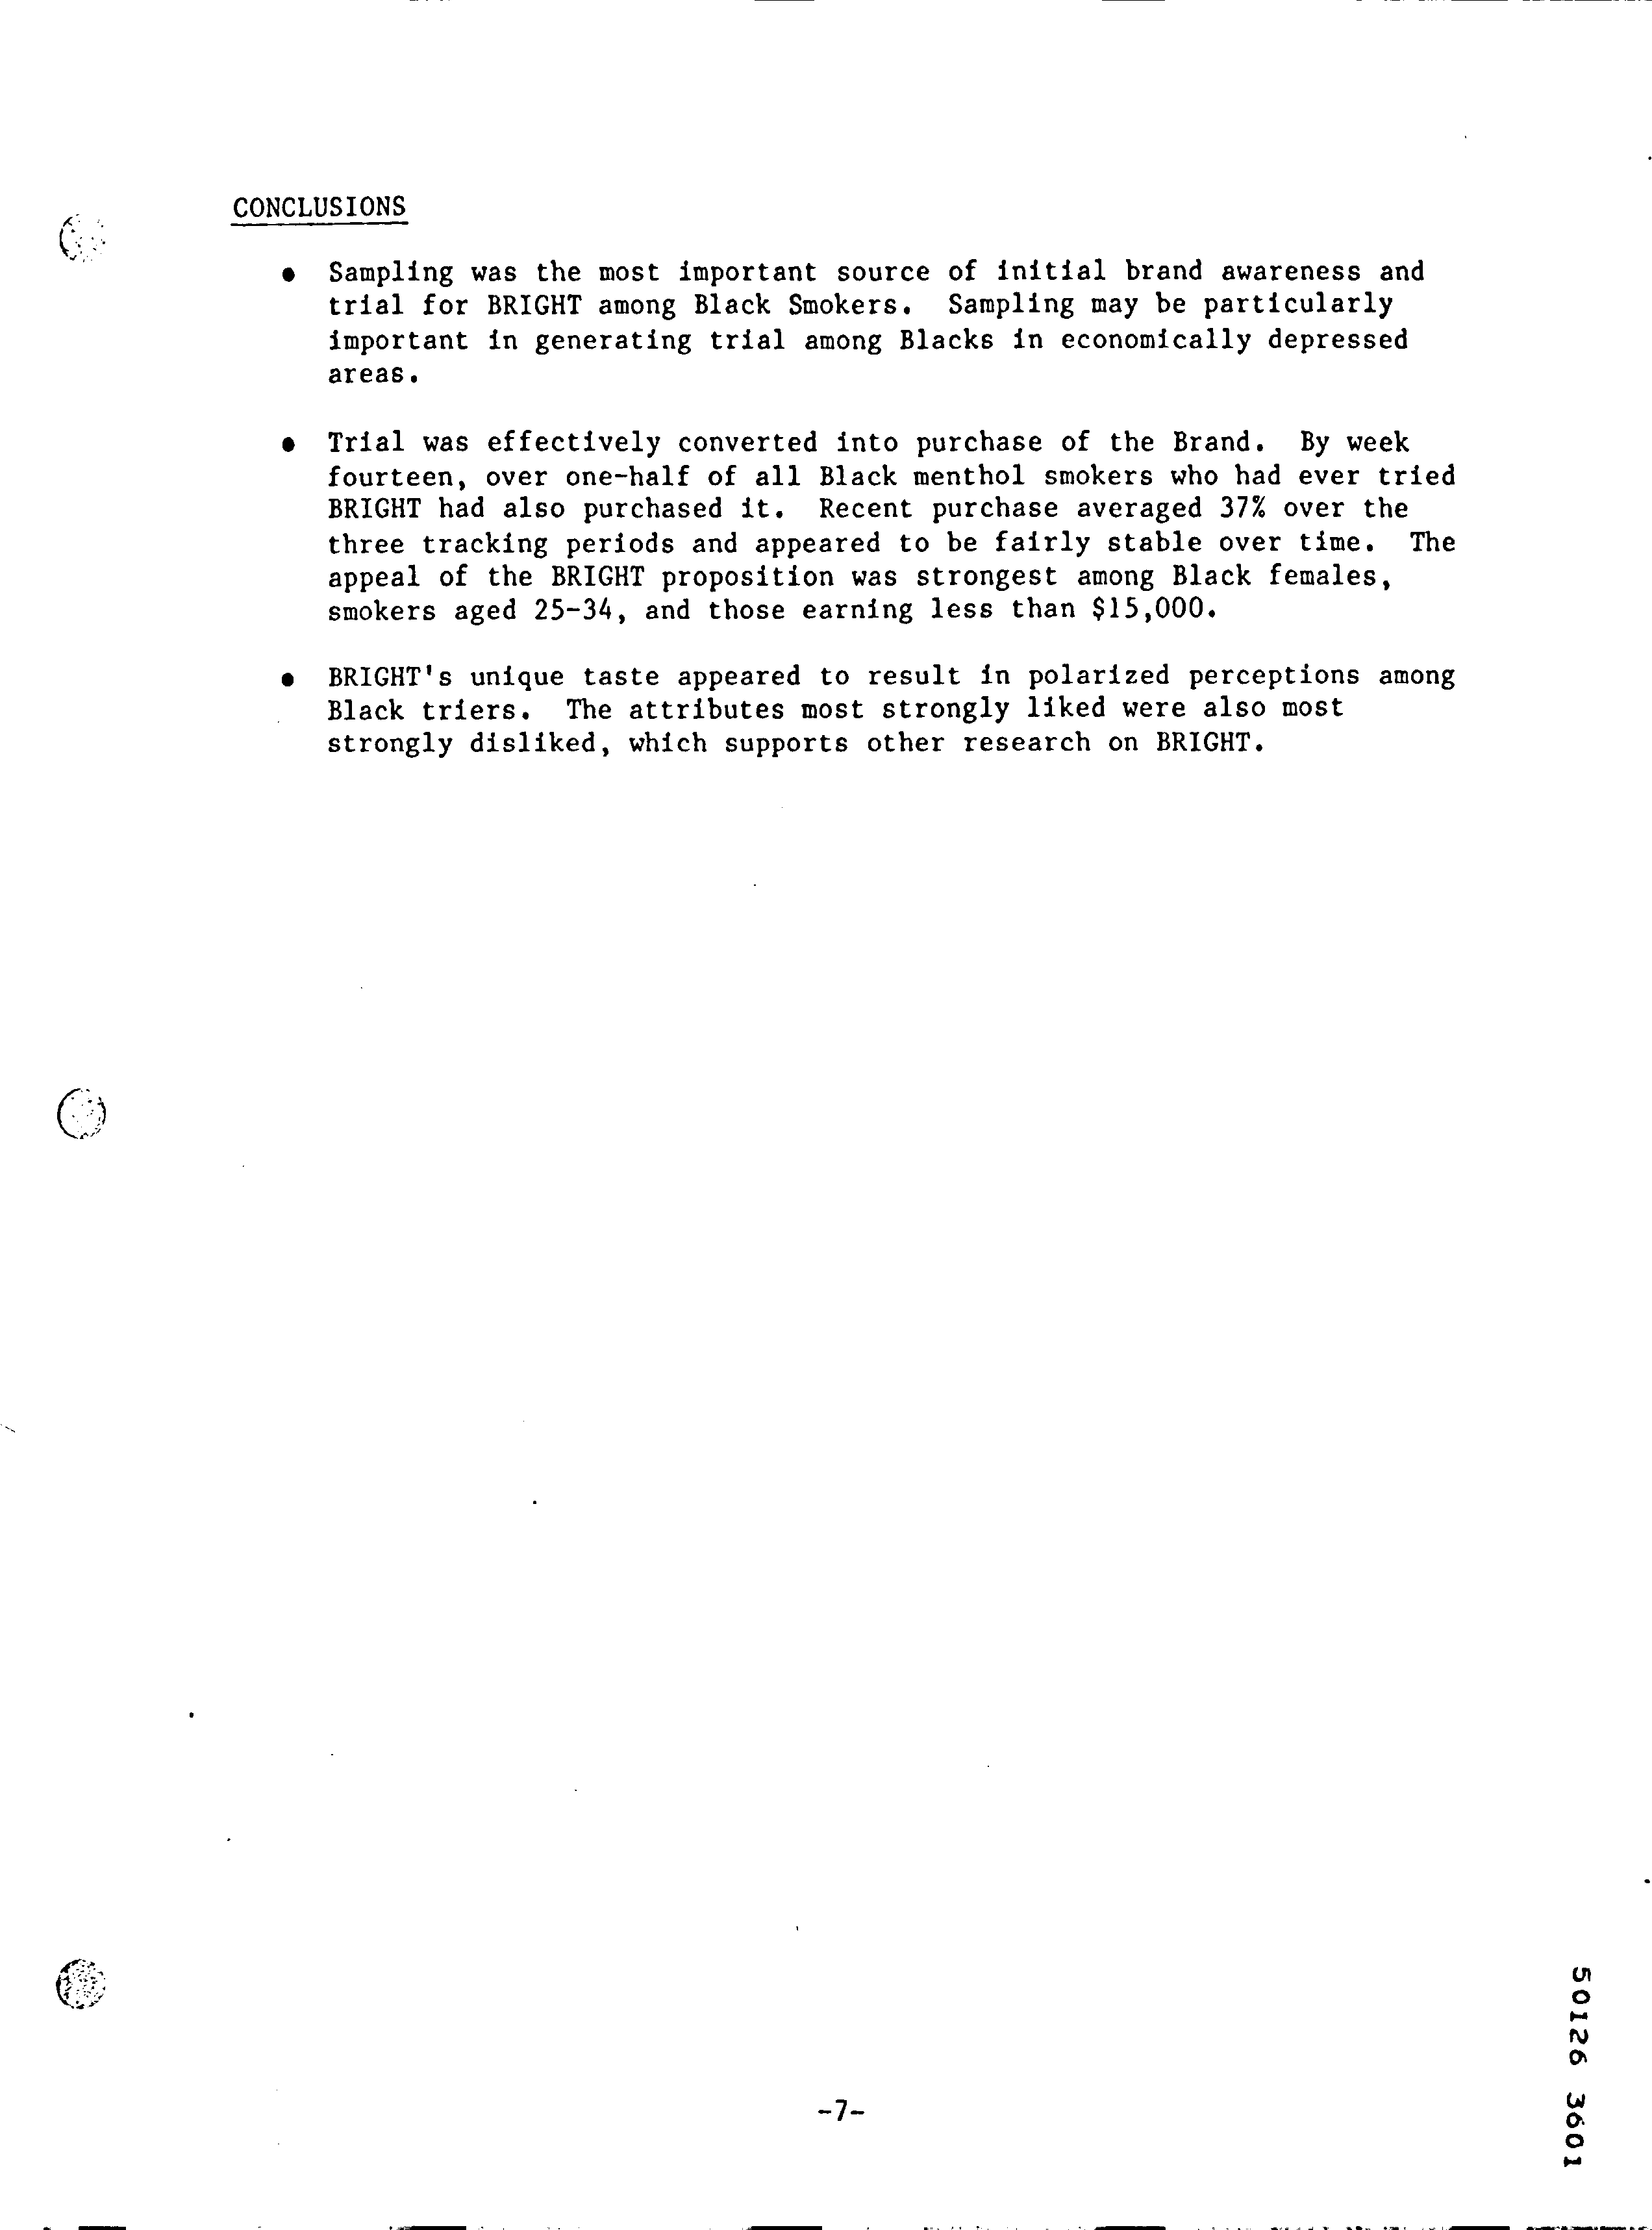 CONCLUSIONS
● Sampling was the most important source of initial brand awareness and
trial for BRIGHT among Black Smokers. Sampling may be particularly
important in generating trial among Blacks in economically depressed
areas.
● Trial was effectively converted into purchase of the Brand. By week
fourteen, over one-half of all Black menthol smokers who had ever tried
BRIGHT had also purchased it. Recent purchase averaged 37% over the
three tracking periods and appeared to be fairly stable over time. The
appeal of the BRIGHT proposition was strongest among Black females,
smokers aged 25-34, and those earning less than $15,000.
● BRIGHT's unique taste appeared to result in polarized perceptions among
Black triers. The attributes most strongly liked were also most
strongly disliked, which supports other research on BRIGHT.
-7-
50126 3601